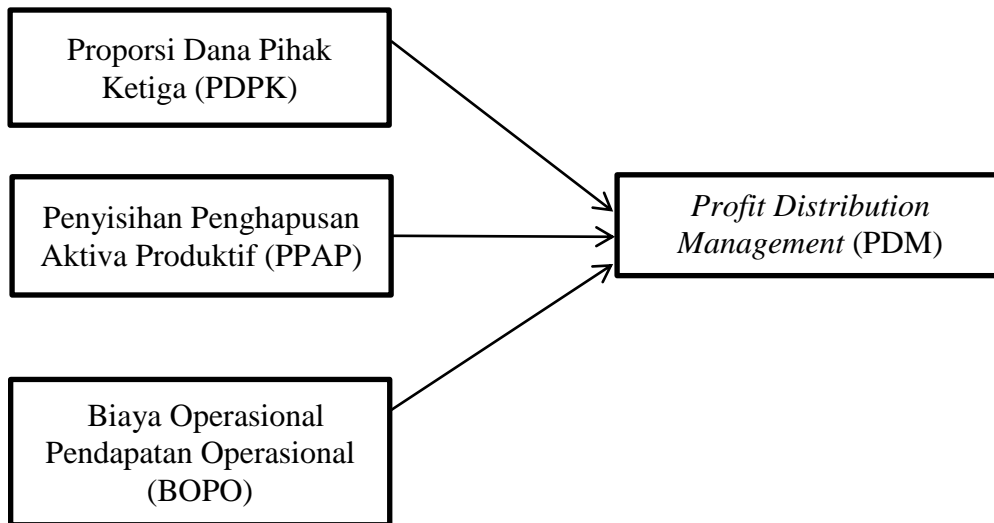 Proporsi Dana Pihak
Ketiga (PDPK)
Penyisihan Penghapusan
Aktiva Produktif (PPAP)
Profit Distribution
Management (PDM)
Biaya Operasional
Pendapatan Operasional
(BOPO)